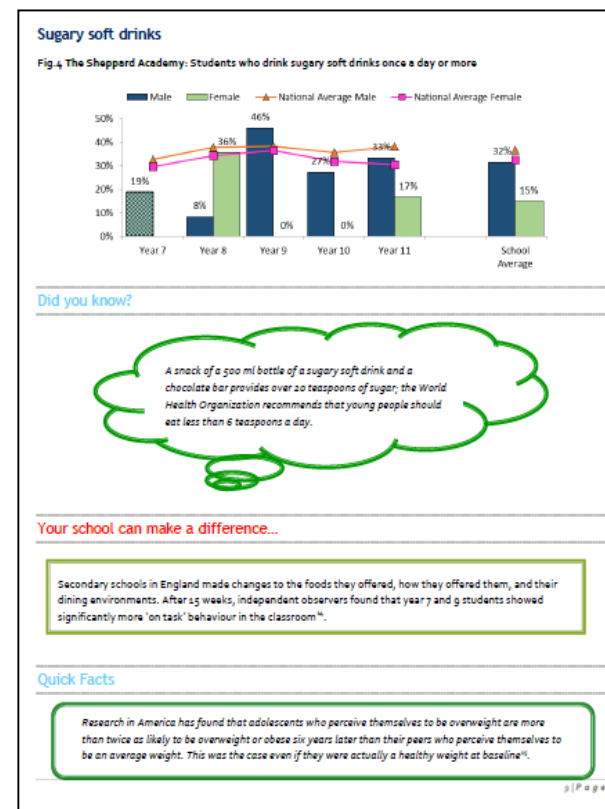 Sugary soft drinks
Fig.4 The Sheppard Academy: Students who drink sugary soft drinks once a day or more
Male Female National Average Male National Average Female
50%
40%
30%
20%
10%
0%
19%
8%
36%
46%
0%
27%
0%
33%
17%
32%
15%
Year 7 Year 8 Year 9 Year 10 Year 11 School
Average
Did you know?
A snack of a 500 ml bottle of a sugary soft drink and a
chocolate bar provides over 20 teaspoons of sugar; the World
Health Organization recommends that young people should
eat less than 6 teaspoons a day.
Your school can make a difference...
Secondary schools in England made changes to the foods they offered, how they offered them, and their
dining environments. After 15 weeks, independent observers found that year 7 and 9 students showed
significantly more 'on task' behaviour in the classroom.
Quick Facts
Research in America has found that adolescents who perceive themselves to be overweight are more
than twice as likely to be overweight or obese six years later than their peers who perceive themselves to
be an average weight. This was the case even if they were actually a healthy weight at baseline.
9 | Page